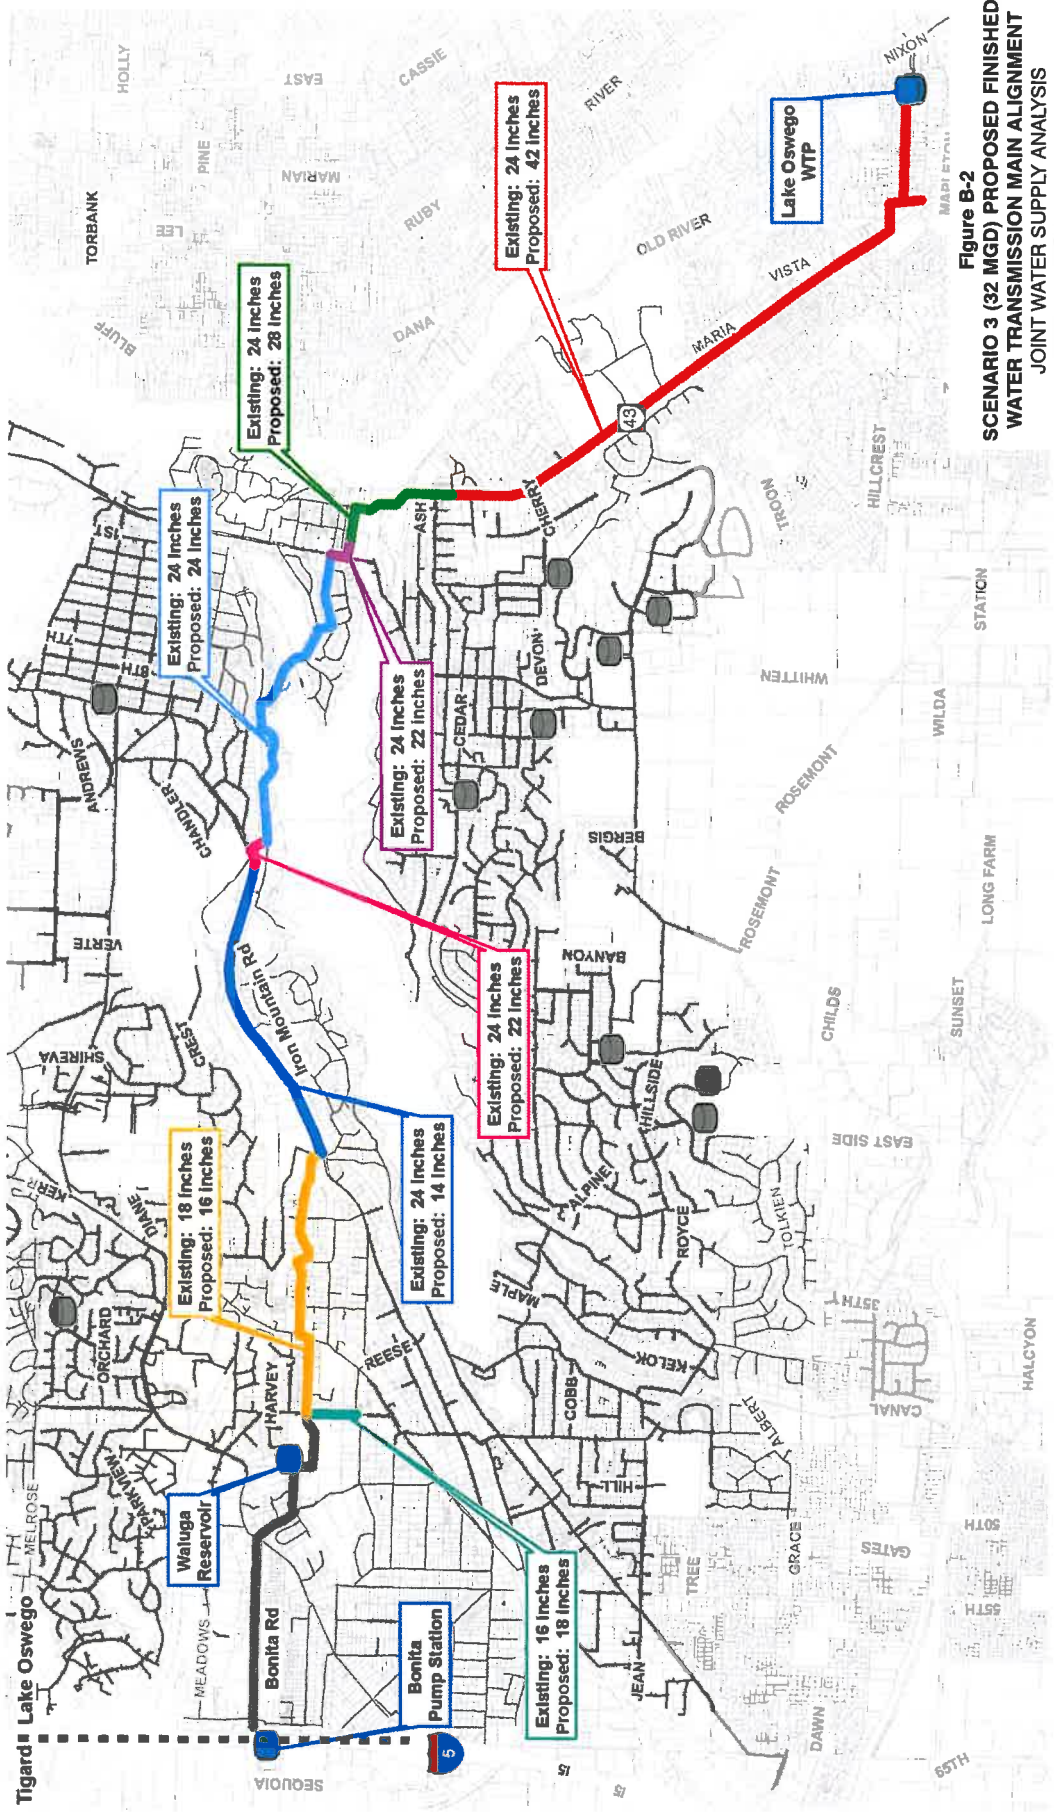 Tigard
Lake Oswego
MELROSE
PARKVIEW
ORCHARD
DIANE
KERR
SHIREVA
CREST
VERTE
CHANDLER
ANDREWS
7TH
8TH
1ST
BLUFF
TORBANK
LEE
PINE
HOLLY
EAST
MARIAN
CASSIE
RUBY
DANA
RIVER
OLD RIVER
NIXON
MARIA
VISTA
43
Existing: 24 Inches
Proposed: 42 Inches
Lake Oswego
WTP
Existing: 24 Inches
Proposed: 28 Inches
Existing: 24 Inches
Proposed: 24 Inches
Existing: 24 Inches
Proposed: 22 Inches
Existing: 24 Inches
Proposed: 22 Inches
Existing: 24 Inches
Proposed: 14 Inches
Existing: 18 Inches
Proposed: 16 Inches
Existing: 16 Inches
Proposed: 18 Inches
Waluga
Reservoir
Bonita
Pump Station
Bonita Rd
MEADOWS
Iron Mountain Rd
HARVEY
REESE
SEQUOIA
5
I5
I5
ASH
CHERRY
CEDAR
DEVON
BERGIS
BANYON
HILLSIDE
ALPINE
ROYCE
MAPLE
KELOK
COBB
HILL
JEAN
TREE
DAWN
65TH
GRACE
GATES
50TH
55TH
ALBERT
CANAL
35TH
TOLKIEN
EAST SIDE
HALCYON
CHILDS
SUNSET
LONG FARM
ROSEMONT
ROSEMONT
WILDA
WHITTEN
STATION
TROON
HILLCREST
Figure B-2
SCENARIO 3 (32 MGD) PROPOSED FINISHED
WATER TRANSMISSION MAIN ALIGNMENT
JOINT WATER SUPPLY ANALYSIS